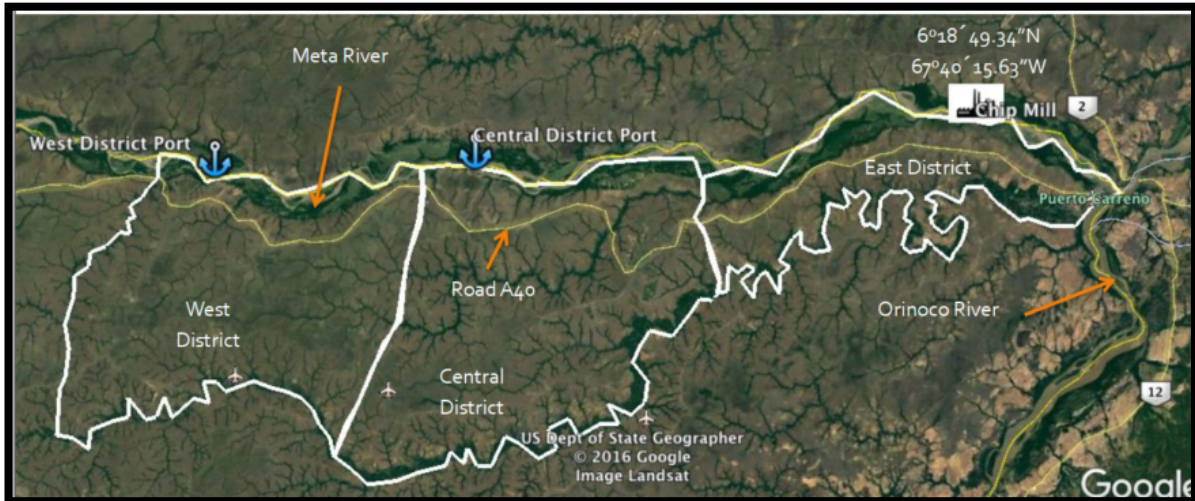 Meta River
6°18´49.34”N
67°40´15.63”W
Chip Mill
2
West District Port
Central District Port
East District
Puerto Carreño
Road A40
Orinoco River
West
District
Central
District
12
US Dept of State Geographer
© 2016 Google
Image Landsat
Google